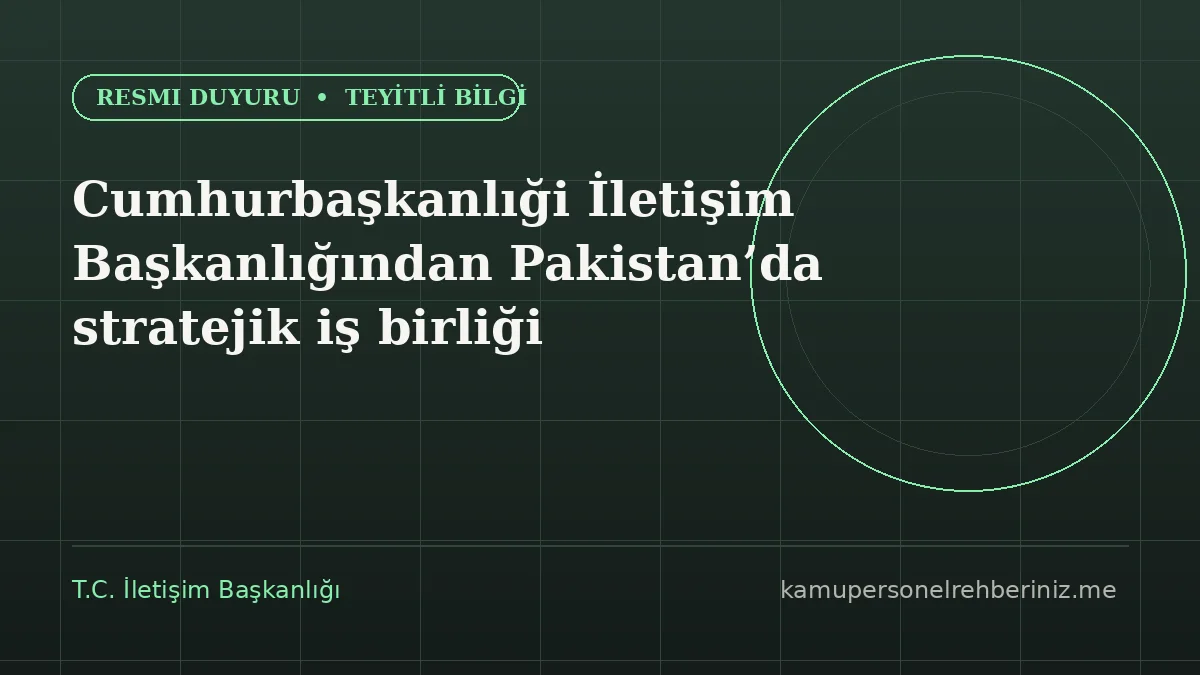 RESMI DUYURU • TEYİTLİ BİLGİ
Cumhurbaşkanlığı İletişim
Başkanlığından Pakistan’da
stratejik iş birliği
T.C. İletişim Başkanlığı
kamupersonelrehberiniz.me